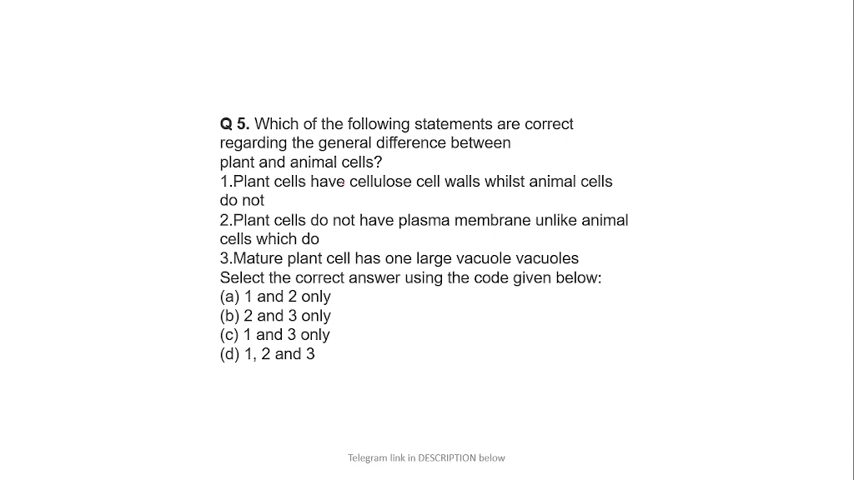 Q 5. Which of the following statements are correct
regarding the general difference between
plant and animal cells?
1.Plant cells have cellulose cell walls whilst animal cells
do not
2.Plant cells do not have plasma membrane unlike animal
cells which do
3.Mature plant cell has one large vacuole vacuoles
Select the correct answer using the code given below:
(a) 1 and 2 only
(b) 2 and 3 only
(c) 1 and 3 only
(d) 1, 2 and 3
Telegram link in DESCRIPTION below